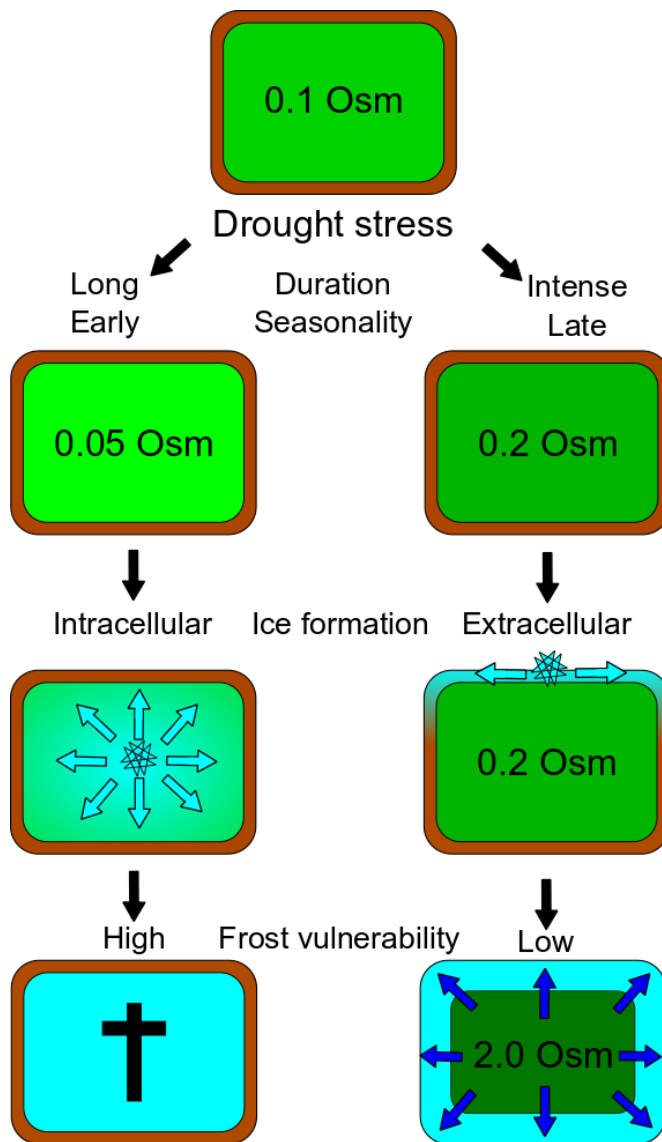 0.1 Osm
Drought stress
Long Duration Intense
Early Seasonality Late
0.05 Osm 0.2 Osm
Intracellular Ice formation Extracellular
0.2 Osm
High Frost vulnerability Low
2.0 Osm